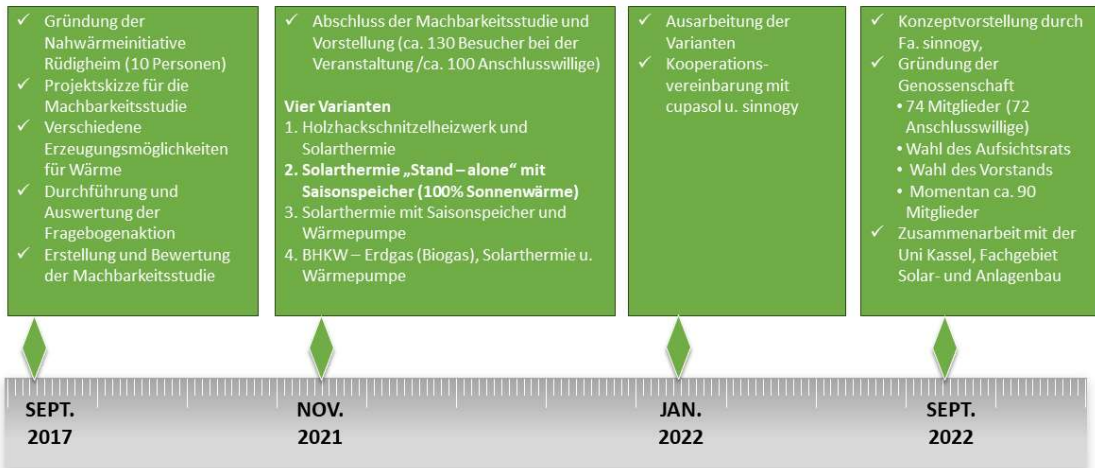 ✓ Gründung der
Nahwärmeinitiative
Rüdigheim (10 Personen)
✓ Projektskizze für die
Machbarkeitsstudie
✓ Verschiedene
Erzeugungsmöglichkeiten
für Wärme
✓ Durchführung und
Auswertung der
Fragebogenaktion
✓ Erstellung und Bewertung
der Machbarkeitsstudie
✓ Abschluss der Machbarkeitsstudie und
Vorstellung (ca. 130 Besucher bei der
Veranstaltung /ca. 100 Anschlusswillige)
Vier Varianten
1. Holzhackschnitzelheizwerk und
Solarthermie
2. Solarthermie „Stand – alone“ mit
Saisonspeicher (100% Sonnenwärme)
3. Solarthermie mit Saisonspeicher und
Wärmepumpe
4. BHKW – Erdgas (Biogas), Solarthermie u.
Wärmepumpe
✓ Ausarbeitung der
Varianten
✓ Kooperations-
vereinbarung mit
cupasol u. sinnogy
✓ Konzeptvorstellung durch
Fa. sinnogy,
✓ Gründung der
Genossenschaft
• 74 Mitglieder (72
Anschlusswillige)
• Wahl des Aufsichtsrats
• Wahl des Vorstands
• Momentan ca. 90
Mitglieder
✓ Zusammenarbeit mit der
Uni Kassel, Fachgebiet
Solar- und Anlagenbau
SEPT.
2017
NOV.
2021
JAN.
2022
SEPT.
2022